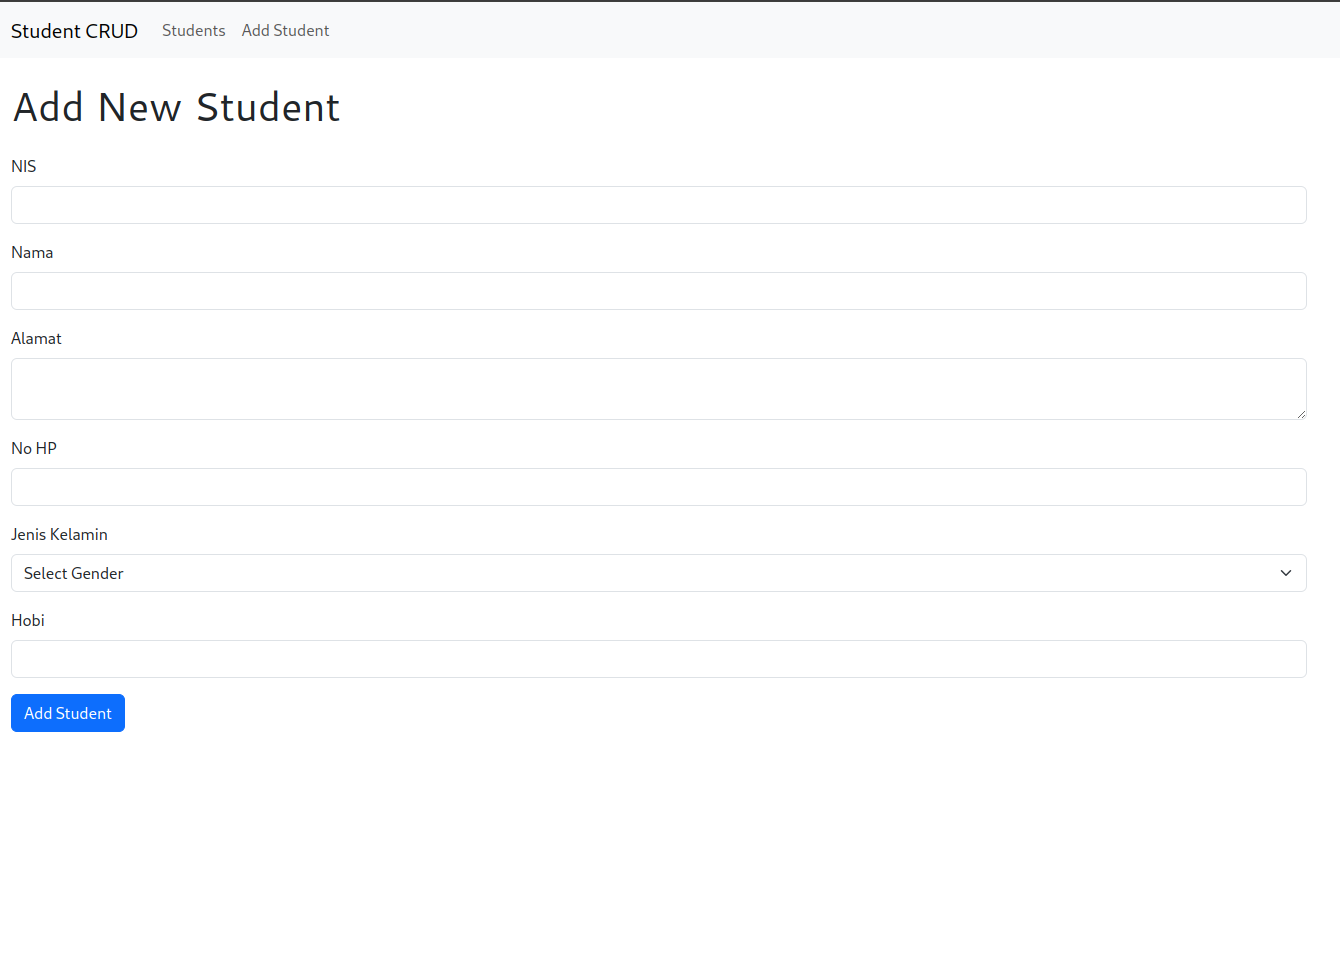 Student CRUD Students Add Student
Add New Student
NIS
Nama
Alamat
No HP
Jenis Kelamin
Select Gender
Hobi
Add Student